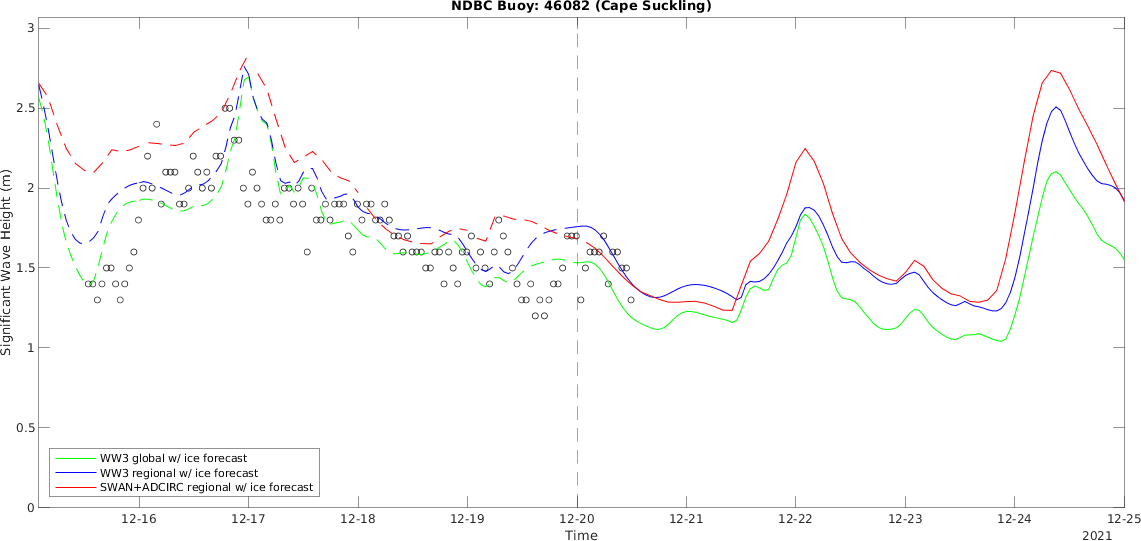 NDBC Buoy: 46082 (Cape Suckling)
Significant Wave Height (m)
3
2.5
2
1.5
1
0.5
0
WW3 global w/ ice forecast
WW3 regional w/ ice forecast
SWAN+ADCIRC regional w/ ice forecast
12-16 12-17 12-18 12-19 12-20 12-21 12-22 12-23 12-24 12-25
Time
2021